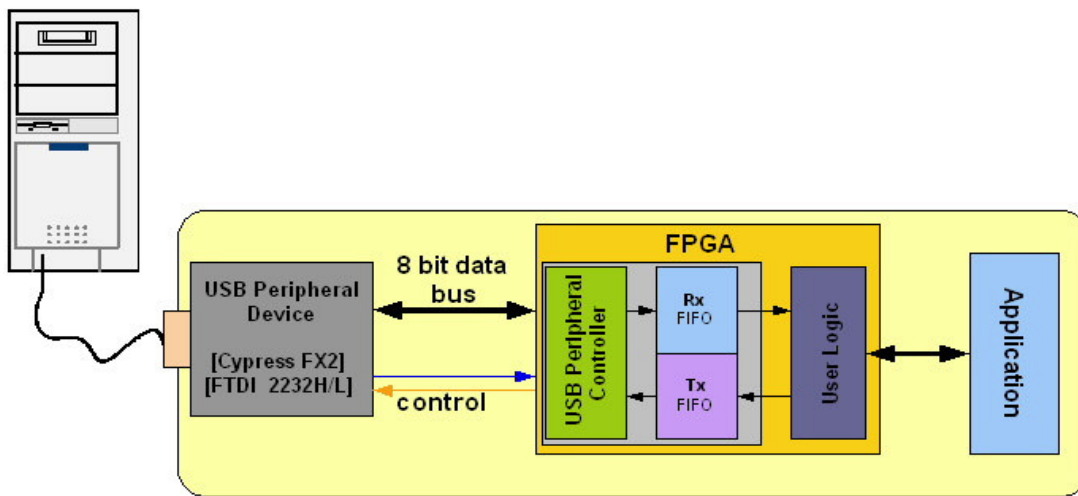 FPGA
8 bit data
bus
USB Peripheral
Device
[Cypress FX2]
[FTDI 2232H/L]
control
USB Peripheral
Controller
Rx
FIFO
Tx
FIFO
User Logic
Application